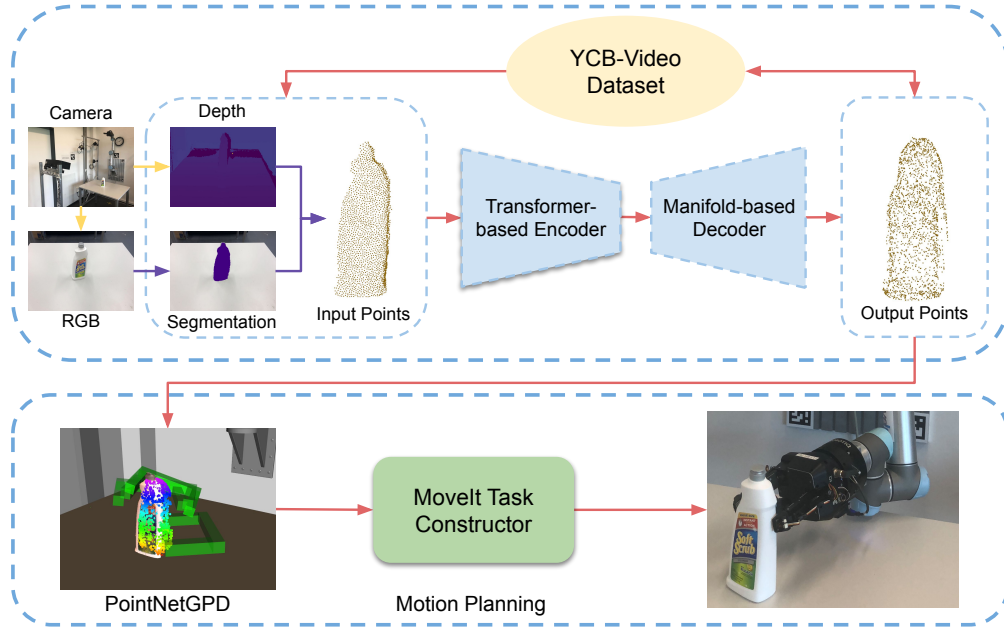 YCB-Video
Dataset
Camera
Depth
RGB
Segmentation
Input Points
Transformer-
based Encoder
Manifold-based
Decoder
Output Points
PointNetGPD
MoveIt Task
Constructor
Motion Planning
Soft
Scrub